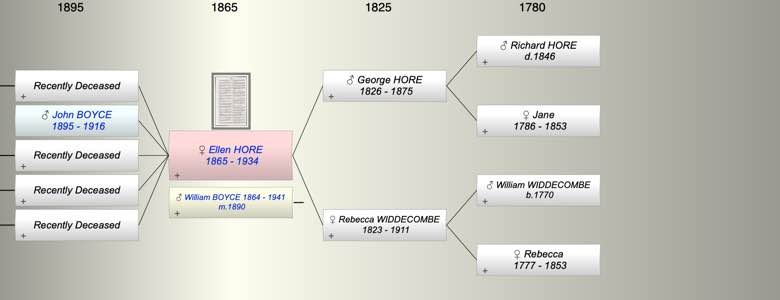 1895 1865 1825 1780
Recently Deceased
+
♂ John BOYCE
1895 - 1916
Recently Deceased
+
Recently Deceased
+
Recently Deceased
+
♀ Ellen HORE
1865 - 1934
+
♂ William BOYCE 1864 - 1941
m.1890
+
♂ George HORE
1826 - 1875
+
♀ Rebecca WIDDECOMBE
1823 - 1911
+
♂ Richard HORE
d.1846
+
♀ Jane
1786 - 1853
+
♂ William WIDDECOMBE
b.1770
+
♀ Rebecca
1777 - 1853
+